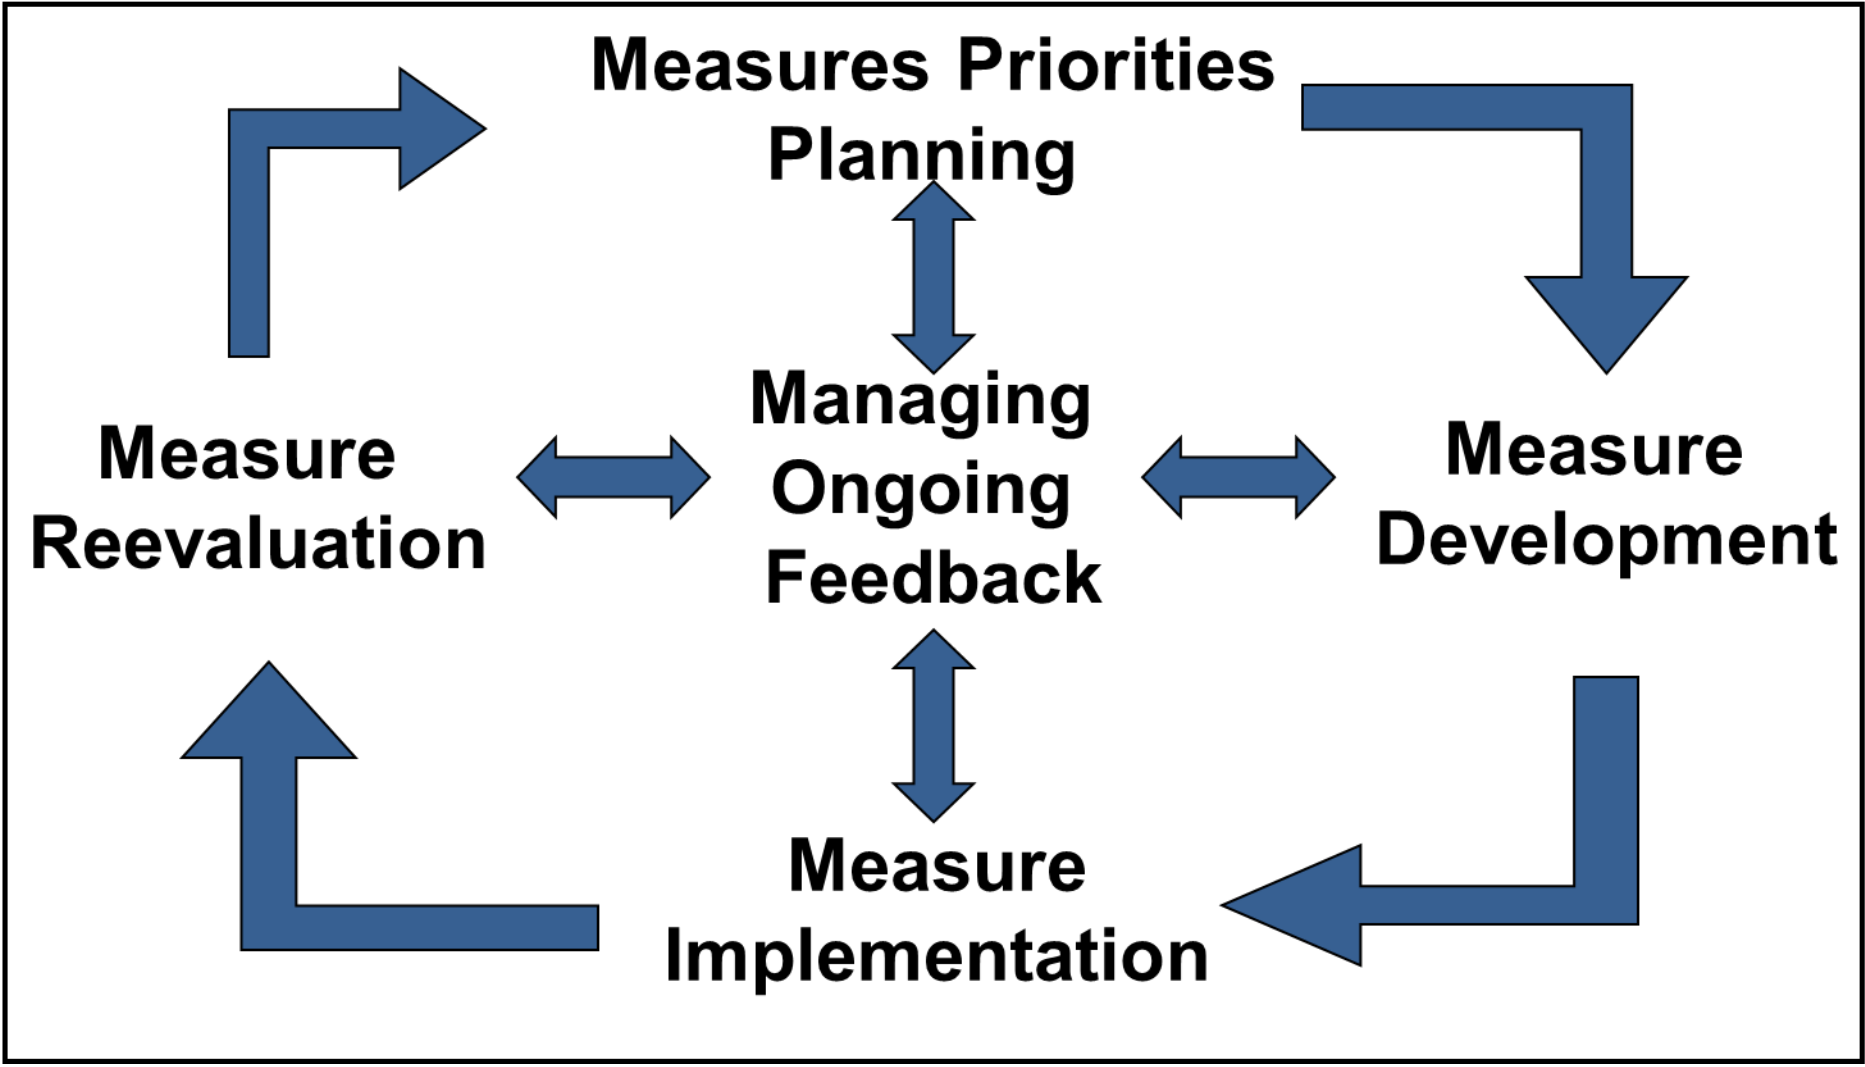 Measures Priorities
Planning
Managing
Ongoing
Feedback
Measure
Reevaluation
Measure
Development
Measure
Implementation